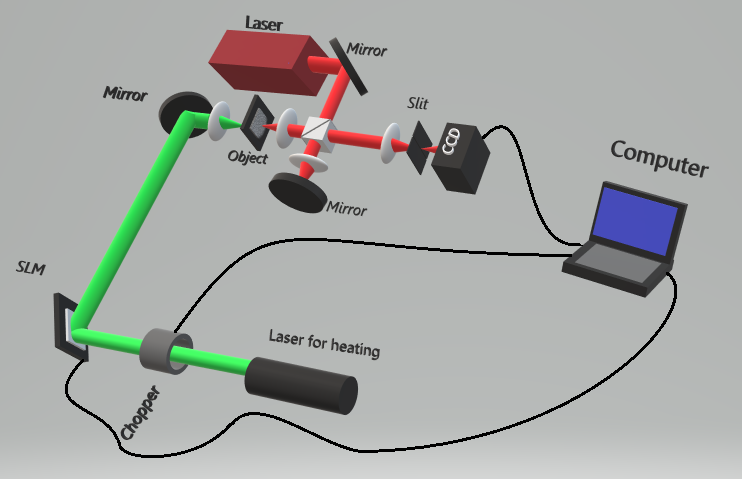 Laser
Mirror
Mirror
Slit
CCD
Object
Computer
Mirror
SLM
Laser for heating
Chopper